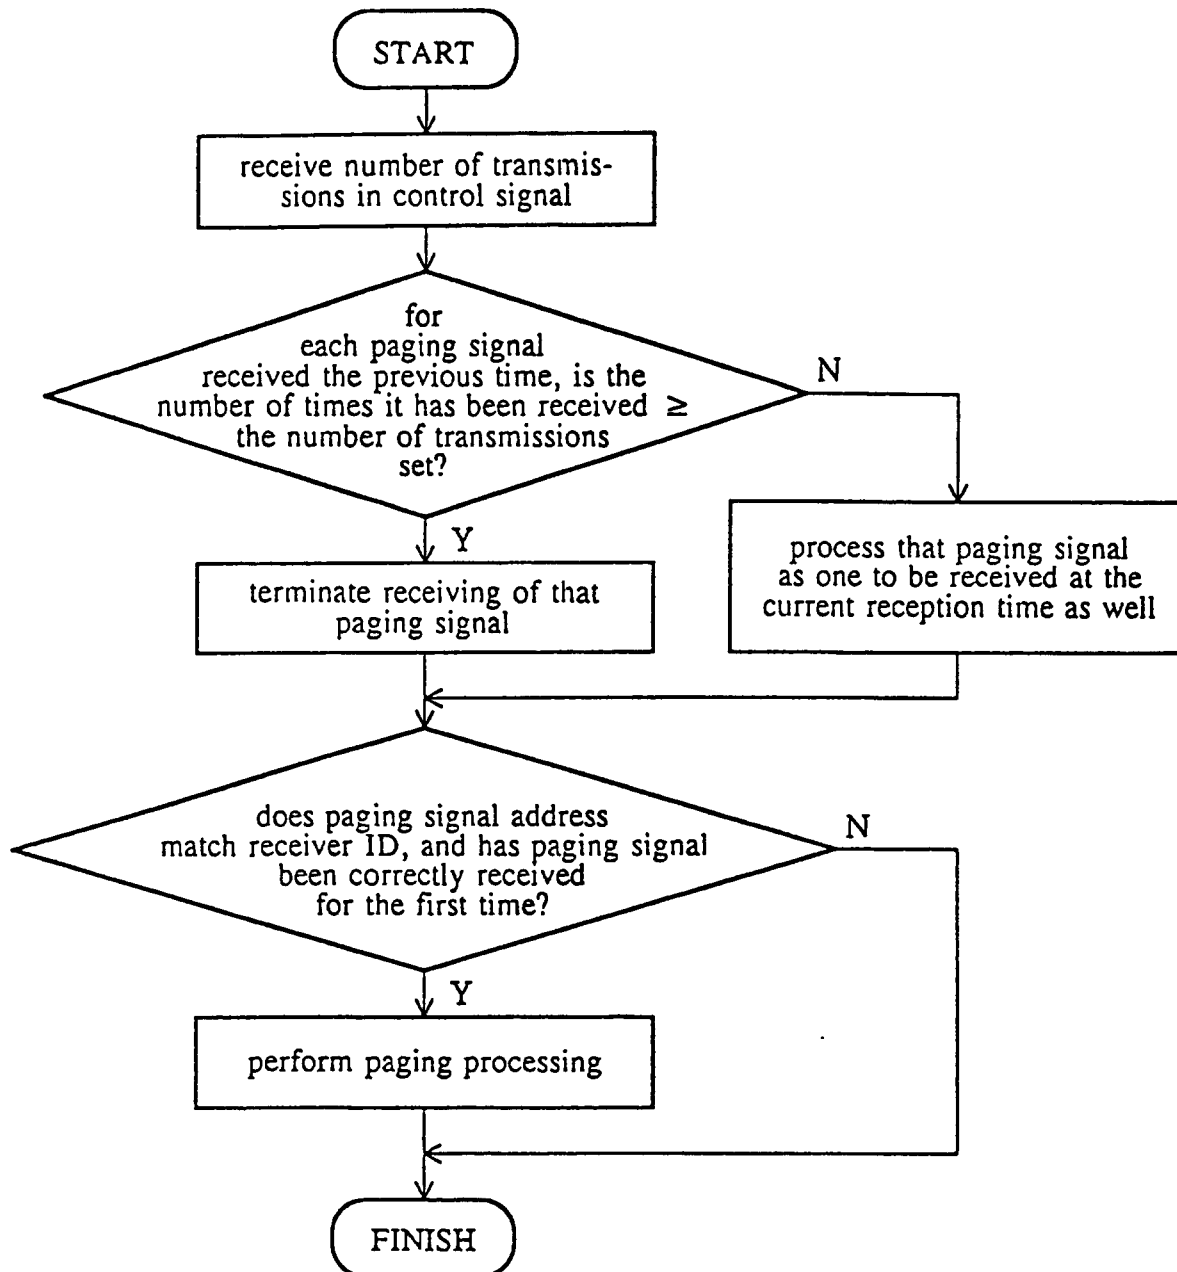 START
receive number of transmis-
sions in control signal
for
each paging signal
received the previous time, is the
number of times it has been received ≥
the number of transmissions
set?
N
Y
process that paging signal
as one to be received at the
current reception time as well
terminate receiving of that
paging signal
does paging signal address
match receiver ID, and has paging signal
been correctly received
for the first time?
N
Y
perform paging processing
FINISH